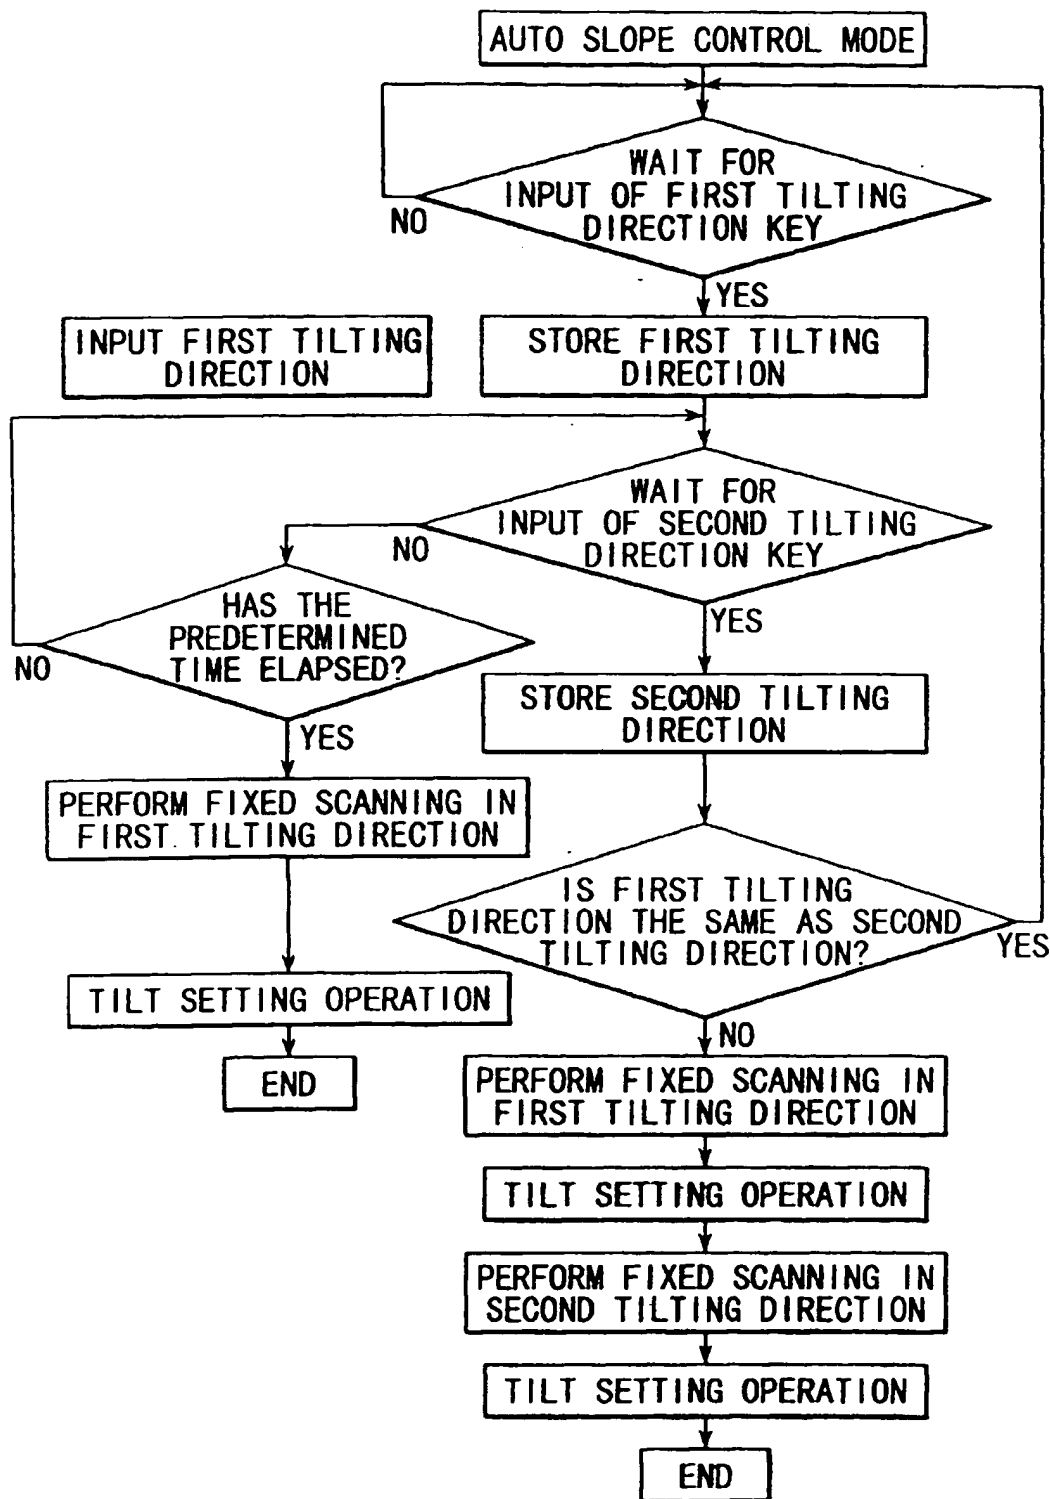 AUTO SLOPE CONTROL MODE
WAIT FOR
INPUT OF FIRST TILTING
DIRECTION KEY
NO
YES
INPUT FIRST TILTING
DIRECTION
STORE FIRST TILTING
DIRECTION
WAIT FOR
INPUT OF SECOND TILTING
DIRECTION KEY
NO
YES
HAS THE
PREDETERMINED
TIME ELAPSED?
NO
YES
STORE SECOND TILTING
DIRECTION
PERFORM FIXED SCANNING IN
FIRST TILTING DIRECTION
IS FIRST TILTING
DIRECTION THE SAME AS SECOND
TILTING DIRECTION?
YES
NO
TILT SETTING OPERATION
END
PERFORM FIXED SCANNING IN
FIRST TILTING DIRECTION
TILT SETTING OPERATION
PERFORM FIXED SCANNING IN
SECOND TILTING DIRECTION
TILT SETTING OPERATION
END